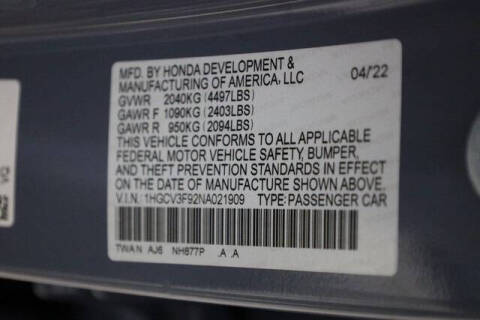 MFD. BY HONDA DEVELOPMENT &
MANUFACTURING OF AMERICA, LLC 04/22
GVWR 2040KG (4497LBS)
GAWR F 1090KG (2403LBS)
GAWR R 950KG (2094LBS)
THIS VEHICLE CONFORMS TO ALL APPLICABLE
FEDERAL MOTOR VEHICLE SAFETY, BUMPER,
AND THEFT PREVENTION STANDARDS IN EFFECT
ON THE DATE OF MANUFACTURE SHOWN ABOVE.
V.I.N.: 1HGCV3F92NA021909 TYPE: PASSENGER CAR
TWA N AJ6 NH877P .A .A